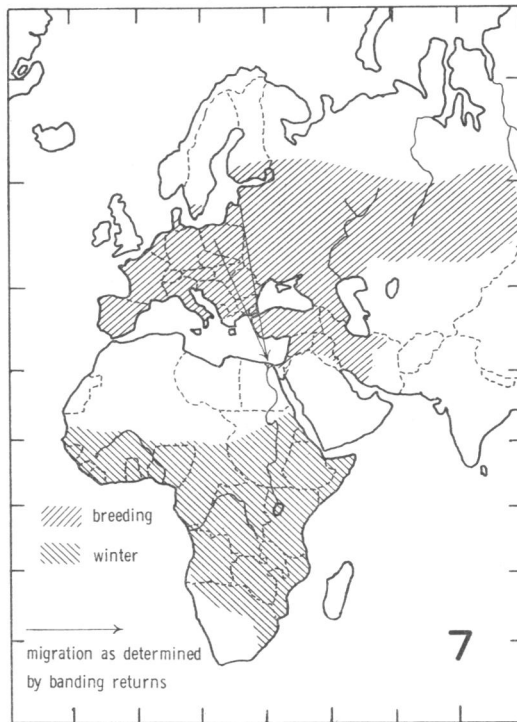 breeding
winter
migration as determined
by banding returns
7